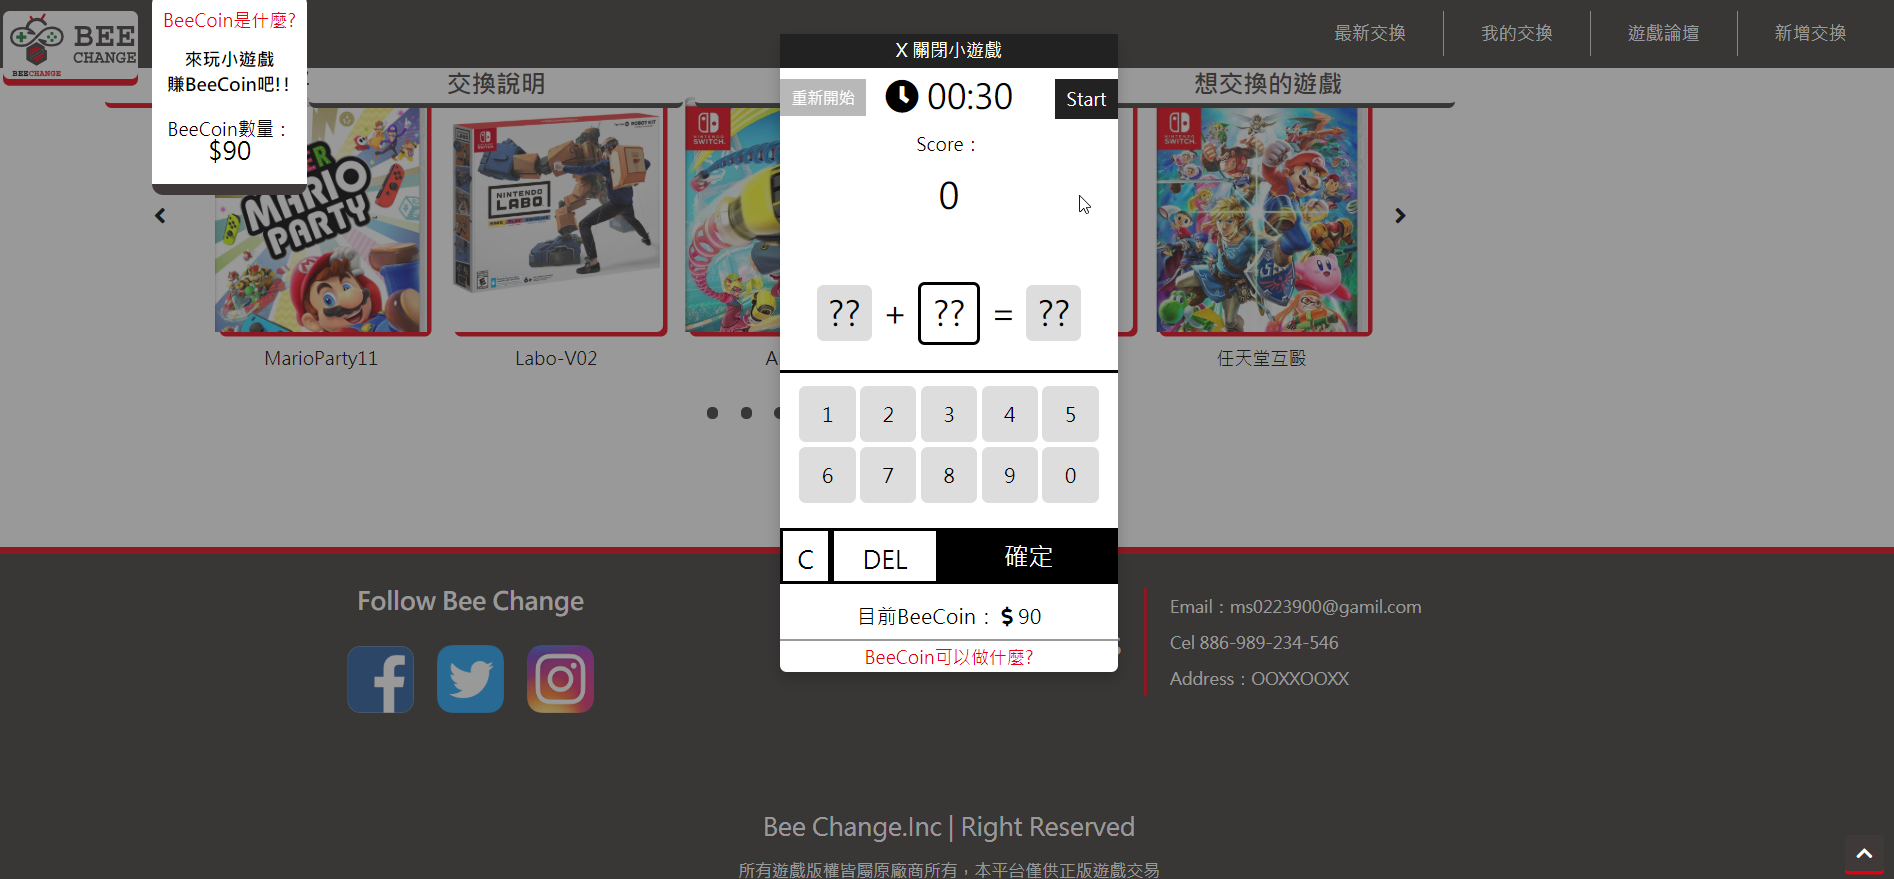 BEE
CHANGE
BEECHANGE
BeeCoin是什麼?
來玩小遊戲
賺BeeCoin吧!!
BeeCoin數量：
$90
最新交換
我的交換
遊戲論壇
新增交換
交換說明
想交換的遊戲
X 關閉小遊戲
重新開始
00:30
Start
Score：
0
?? + ?? = ??
1 2 3 4 5
6 7 8 9 0
C DEL 確定
目前BeeCoin： $ 90
BeeCoin可以做什麼?
MARIO
PARTY
NINTENDO
LABO
NINTENDO
SWITCH.
NINTENDO
SWITCH.
MarioParty11
Labo-V02
A
任天堂互毆
Follow Bee Change
Email：ms0223900@gamil.com
Cel 886-989-234-546
Address：OOXXOOXX
Bee Change.Inc | Right Reserved
所有遊戲版權皆屬原廠商所有，本平台僅供正版遊戲交易